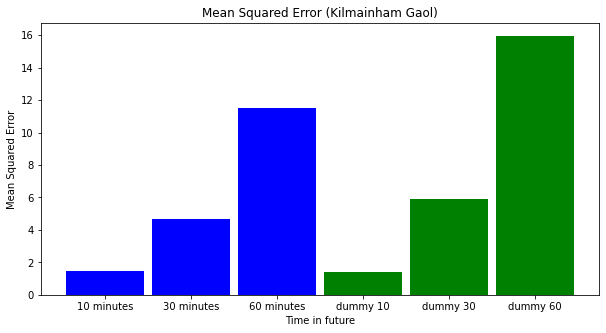 Mean Squared Error (Kilmainham Gaol)
Mean Squared Error
16
14
12
10
8
6
4
2
0
10 minutes 30 minutes 60 minutes dummy 10 dummy 30 dummy 60
Time in future